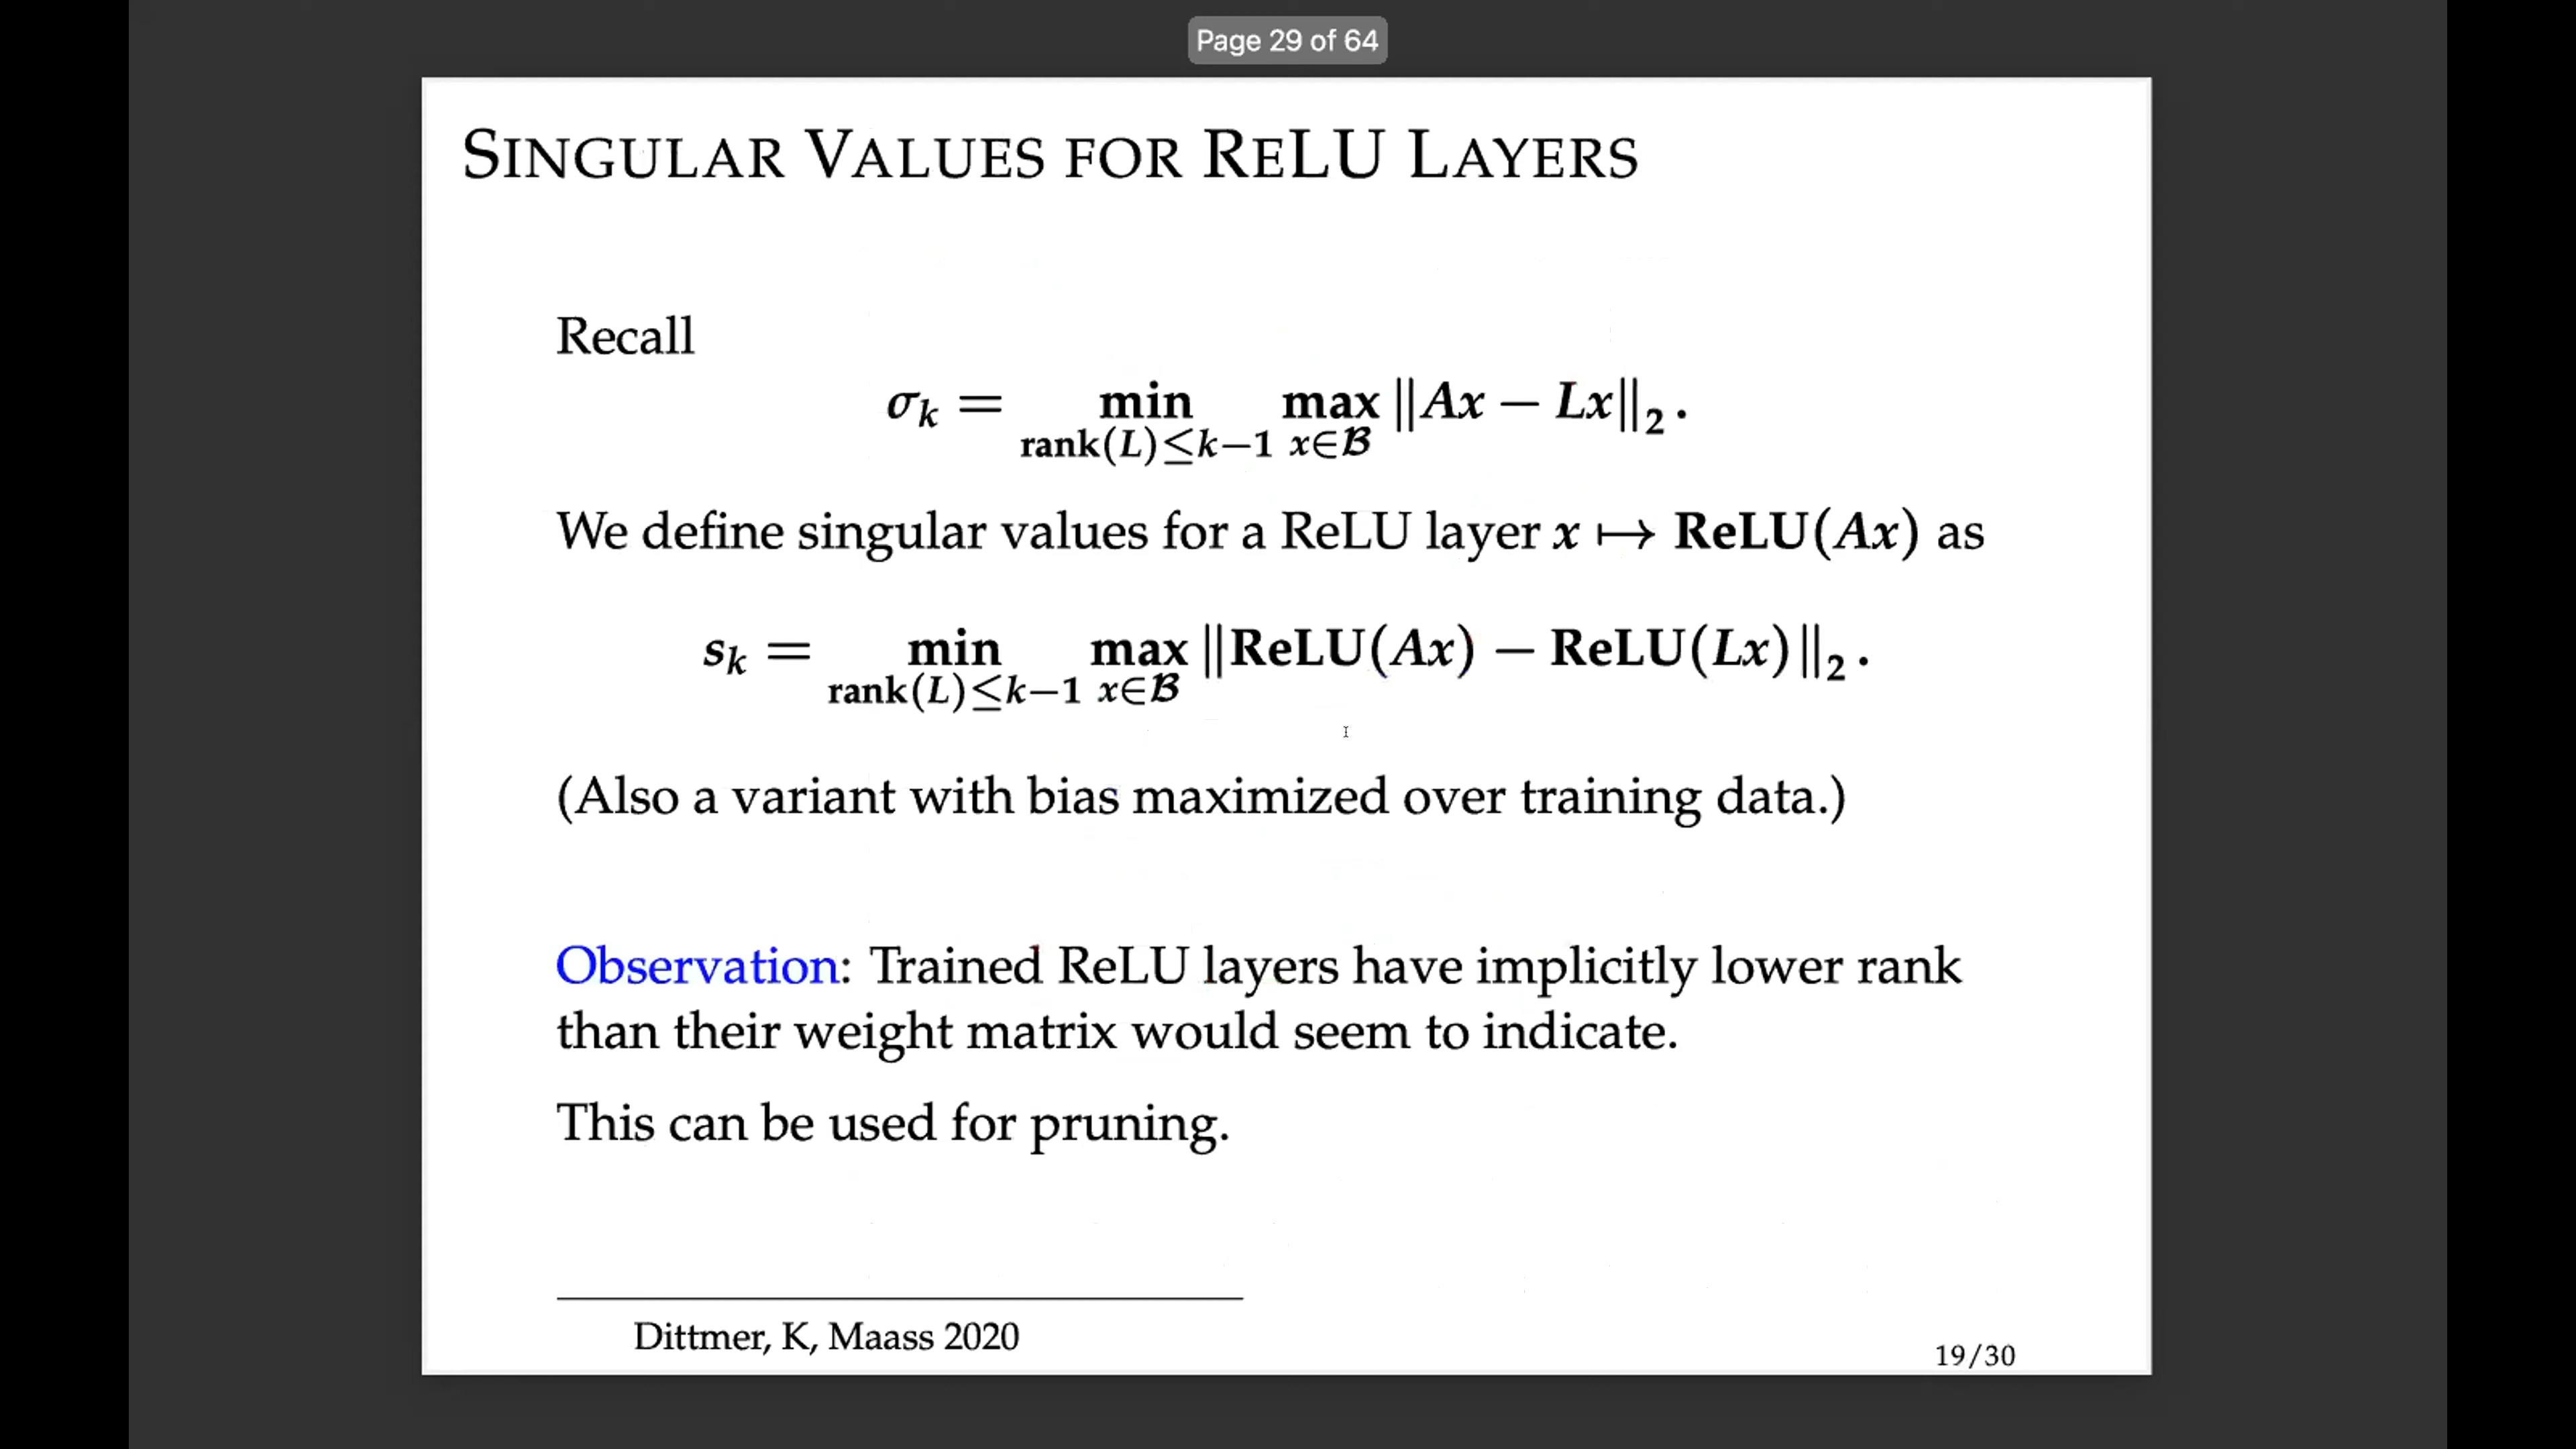 Page 29 of 64
SINGULAR VALUES FOR RELU LAYERS
Recall
σ_k = min_{rank(L)≤k−1} max_{x∈ℬ} ‖Ax − Lx‖_2 .
We define singular values for a ReLU layer x ↦ ReLU(Ax) as
s_k = min_{rank(L)≤k−1} max_{x∈ℬ} ‖ReLU(Ax) − ReLU(Lx)‖_2 .
(Also a variant with bias maximized over training data.)
Observation: Trained ReLU layers have implicitly lower rank
than their weight matrix would seem to indicate.
This can be used for pruning.
Dittmer, K, Maass 2020
19/30